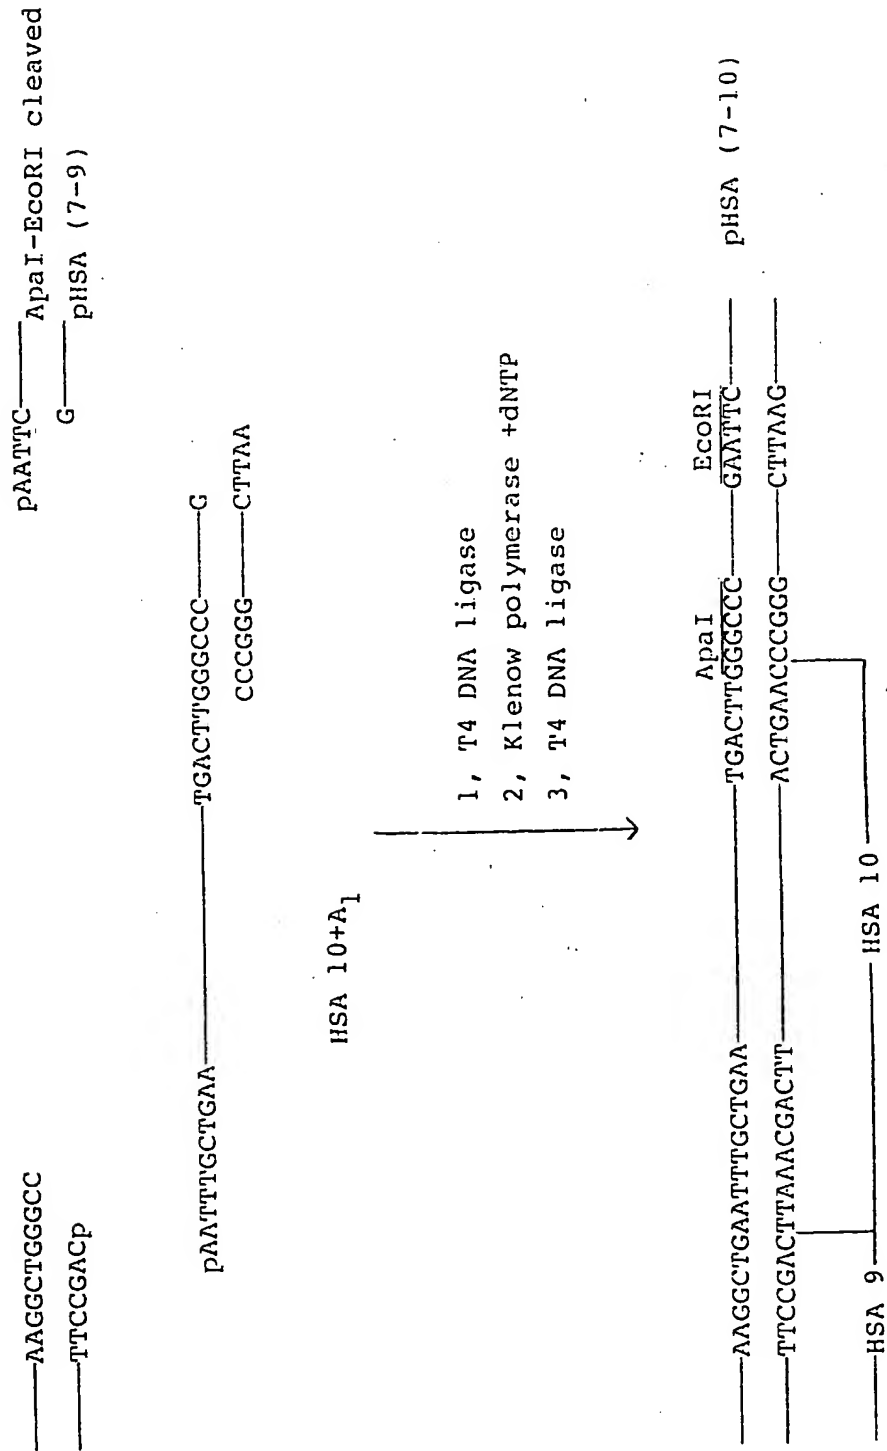 AAGGCTGGGCC pAATTC
ApaI-EcoRI cleaved
TTCCGACp G
pHSA (7-9)
pAATTTGCTGAA TGACTTGGGCCC G
CCCGGG CTTAA
HSA 10+A1
1, T4 DNA ligase
2, Klenow polymerase +dNTP
3, T4 DNA ligase
ApaI EcoRI
AAGGCTGAATTTGCTGAA TGACTTGGGCCC GAATTC
pHSA (7-10)
TTCCGACTTAAACGACTT ACTGAACCCGGG CTTAAG
HSA 9 HSA 10